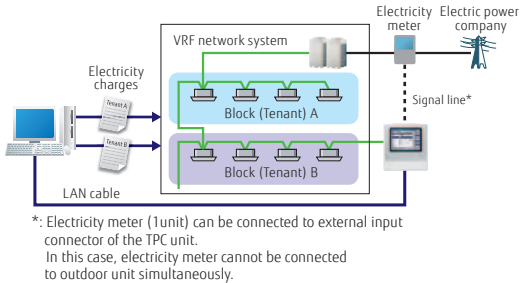 Electricity
meter
Electric power
company
VRF network system
Electricity
charges
Tenant A
Tenant B
Block (Tenant) A
Signal line*
Block (Tenant) B
LAN cable
*: Electricity meter (1unit) can be connected to external input
connector of the TPC unit.
In this case, electricity meter cannot be connected
to outdoor unit simultaneously.